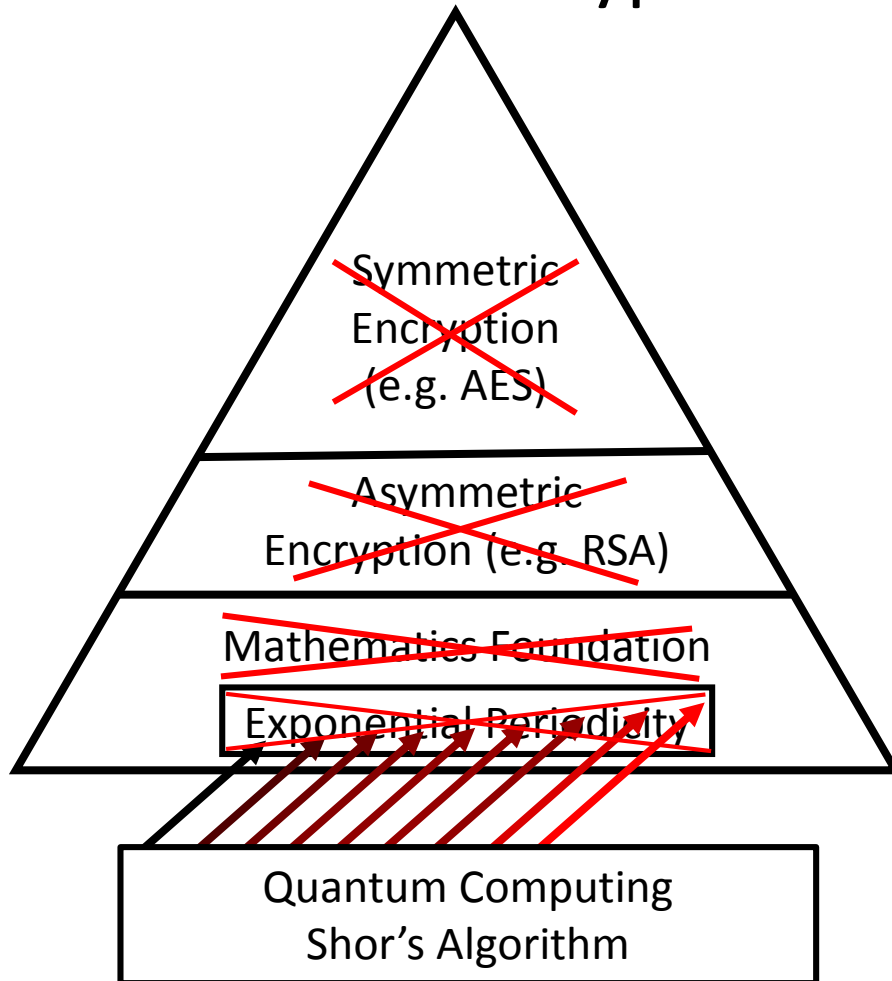 Symmetric
Encryption
(e.g. AES)
Asymmetric
Encryption (e.g. RSA)
Mathematics Foundation
Exponential Periodicity
Quantum Computing
Shor’s Algorithm